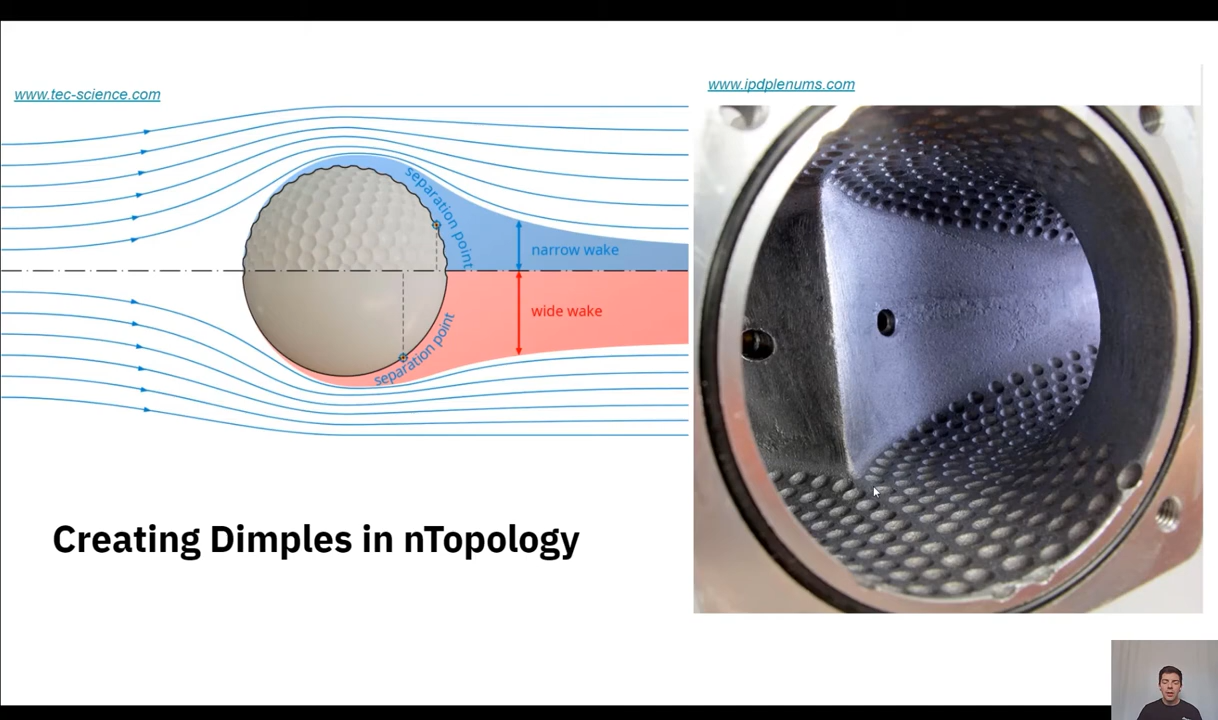 www.tec-science.com
www.ipdplenums.com
separation point
narrow wake
wide wake
separation point
Creating Dimples in nTopology